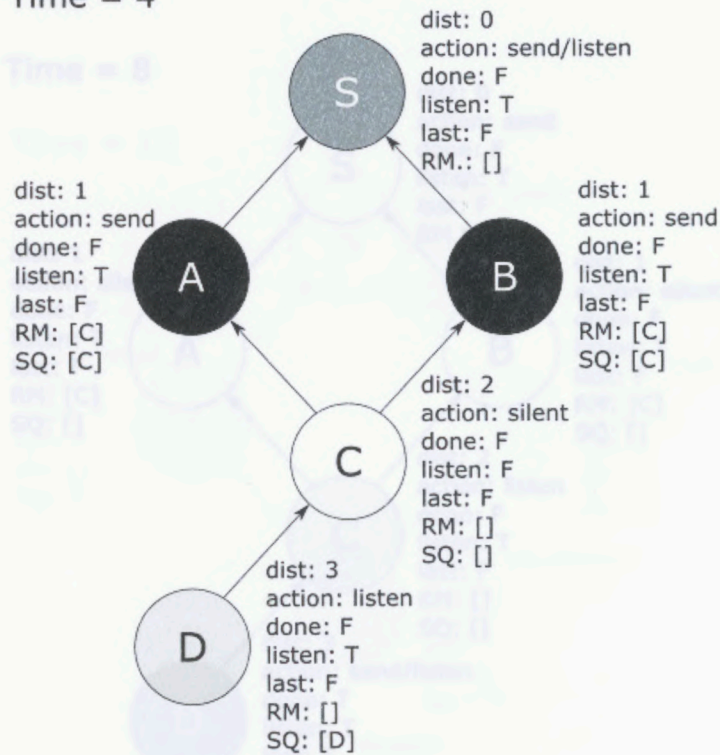 Time = 4
dist: 0
action: send/listen
done: F
listen: T
last: F
RM.: []
S
dist: 1
action: send
done: F
listen: T
last: F
RM: [C]
SQ: [C]
A
dist: 1
action: send
done: F
listen: T
last: F
RM: [C]
SQ: [C]
B
dist: 2
action: silent
done: F
listen: F
last: F
RM: []
SQ: []
C
dist: 3
action: listen
done: F
listen: T
last: F
RM: []
SQ: [D]
D
Time = 8